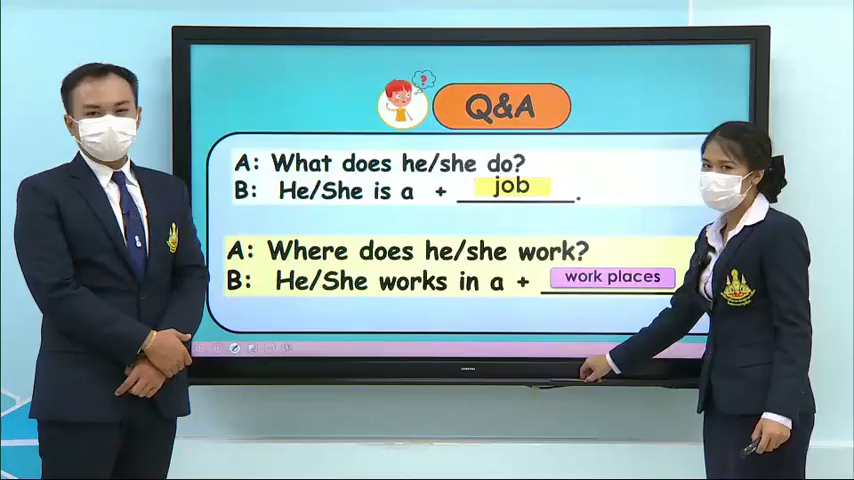 Q&A
A: What does he/she do?
B: He/She is a + job.
A: Where does he/she work?
B: He/She works in a + work places
SAMSUNG